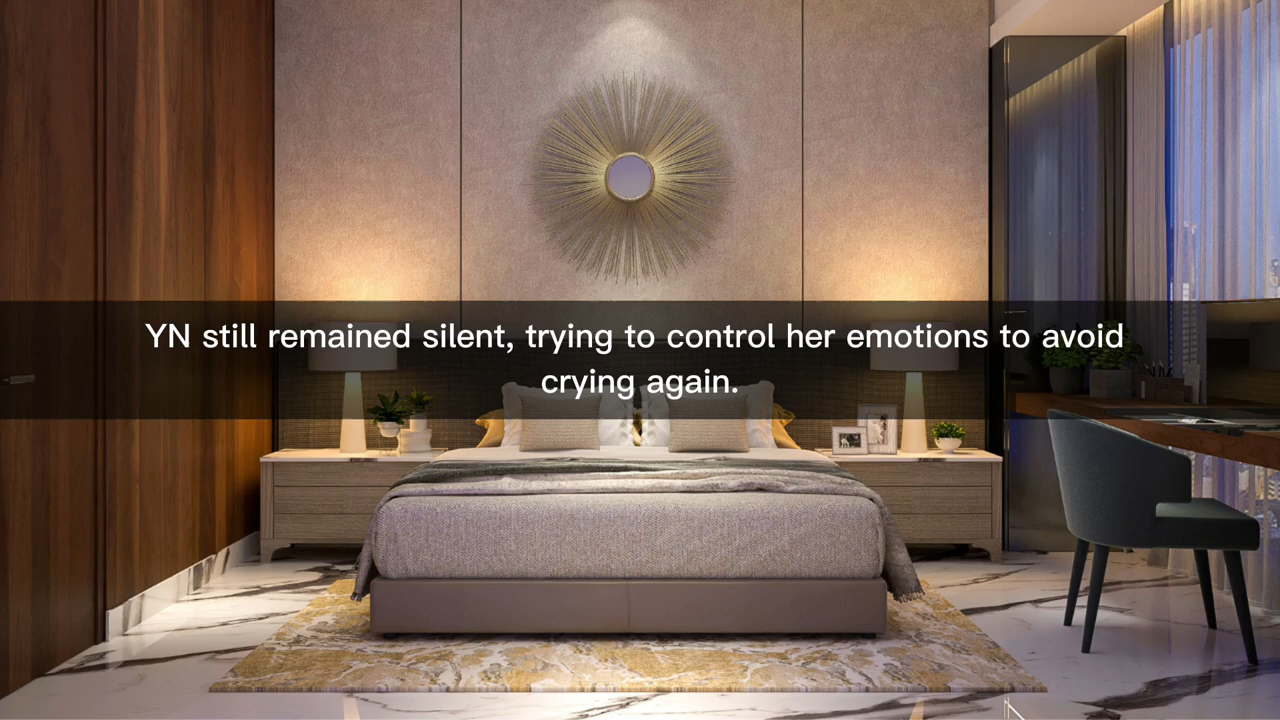 YN still remained silent, trying to control her emotions to avoid
crying again.